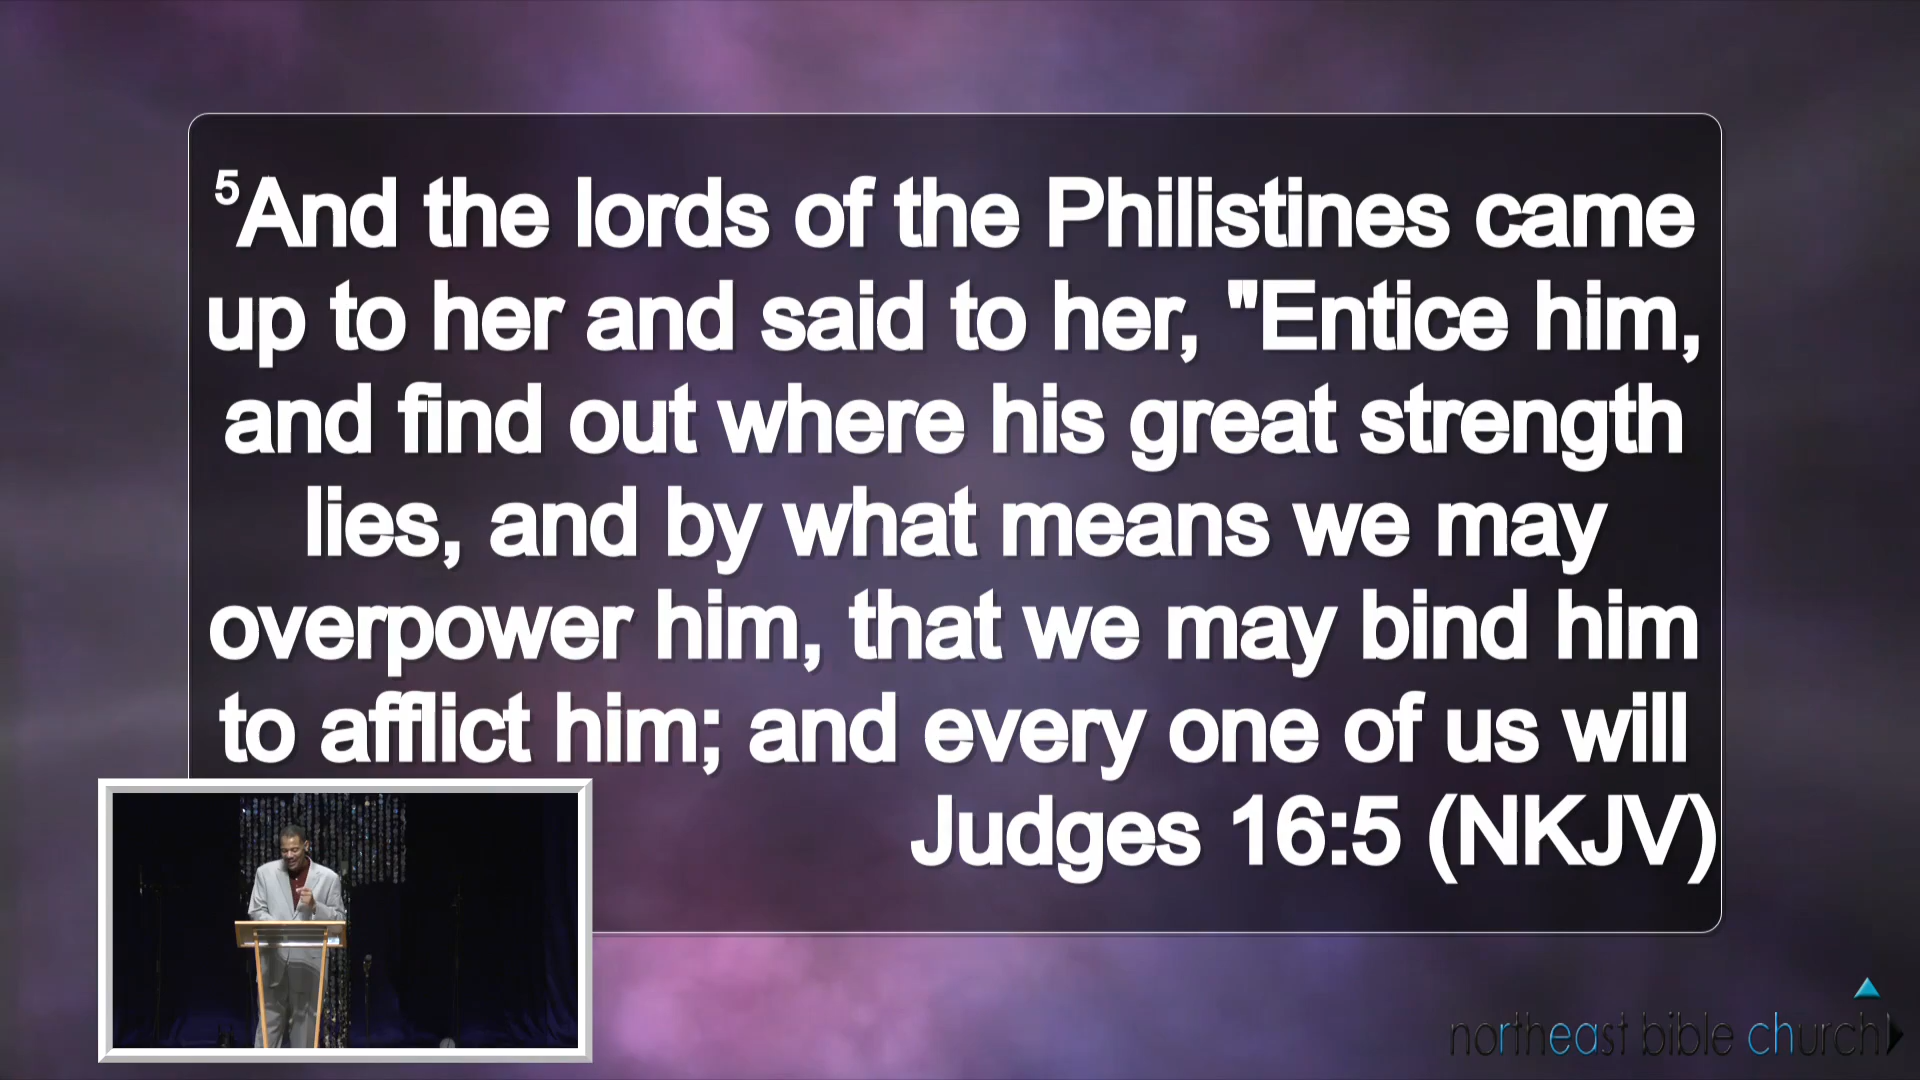 5And the lords of the Philistines came
up to her and said to her, "Entice him,
and find out where his great strength
lies, and by what means we may
overpower him, that we may bind him
to afflict him; and every one of us will
Judges 16:5 (NKJV)
northeast bible church